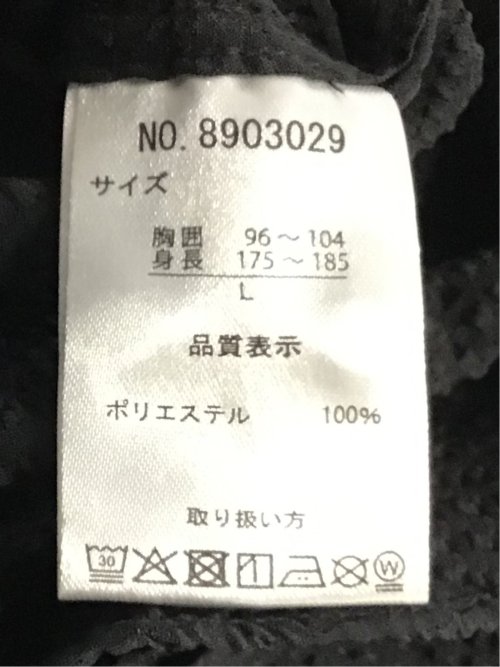 NO. 8903029
サイズ
胸囲 96～104
身長 175～185
L
品質表示
ポリエステル 100%
取り扱い方
30 W